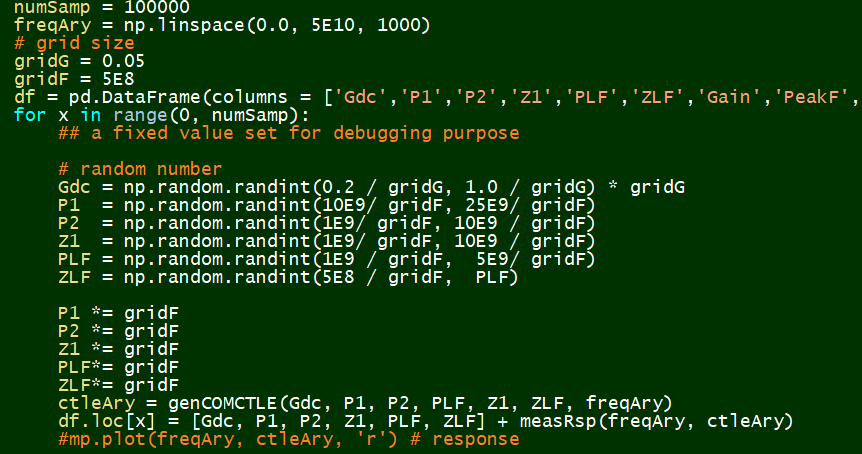 numSamp = 100000
freqAry = np.linspace(0.0, 5E10, 1000)
# grid size
gridG = 0.05
gridF = 5E8
df = pd.DataFrame(columns = ['Gdc','P1','P2','Z1','PLF','ZLF','Gain','PeakF',
for x in range(0, numSamp):
    ## a fixed value set for debugging purpose
    # random number
    Gdc = np.random.randint(0.2 / gridG, 1.0 / gridG) * gridG
    P1  = np.random.randint(10E9/ gridF, 25E9/ gridF)
    P2  = np.random.randint(1E9/ gridF, 10E9 / gridF)
    Z1  = np.random.randint(1E9/ gridF, 10E9 / gridF)
    PLF = np.random.randint(1E9 / gridF,  5E9/ gridF)
    ZLF = np.random.randint(5E8 / gridF,  PLF)
    P1 *= gridF
    P2 *= gridF
    Z1 *= gridF
    PLF*= gridF
    ZLF*= gridF
    ctleAry = genCOMCTLE(Gdc, P1, P2, PLF, Z1, ZLF, freqAry)
    df.loc[x] = [Gdc, P1, P2, Z1, PLF, ZLF] + measRsp(freqAry, ctleAry)
    #mp.plot(freqAry, ctleAry, 'r') # response